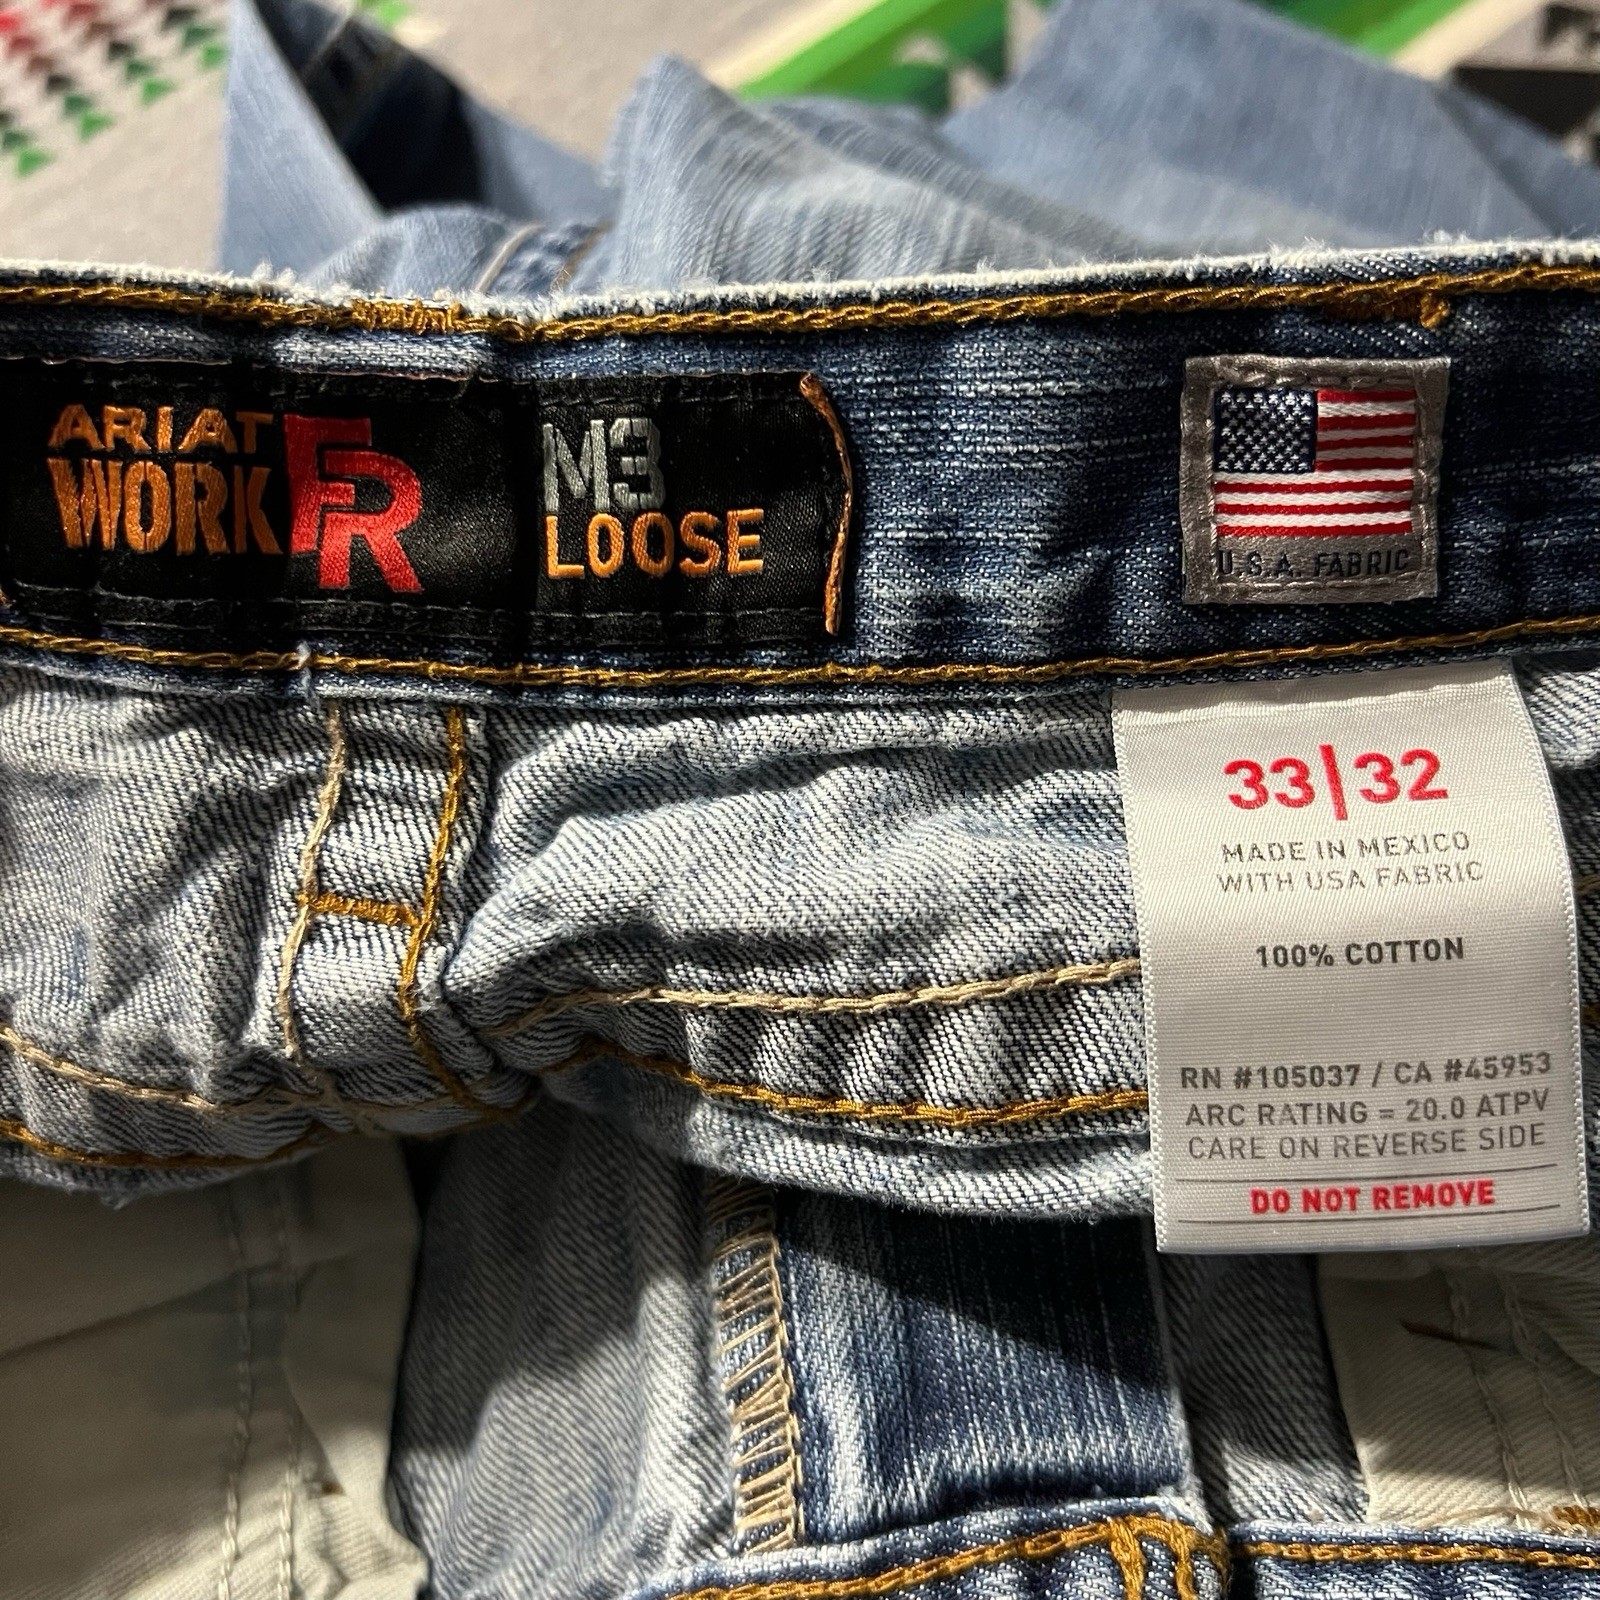 ARIAT
WORK FR
M3
LOOSE
U.S.A. FABRIC
33|32
MADE IN MEXICO
WITH USA FABRIC
100% COTTON
RN #105037 / CA #45953
ARC RATING = 20.0 ATPV
CARE ON REVERSE SIDE
DO NOT REMOVE